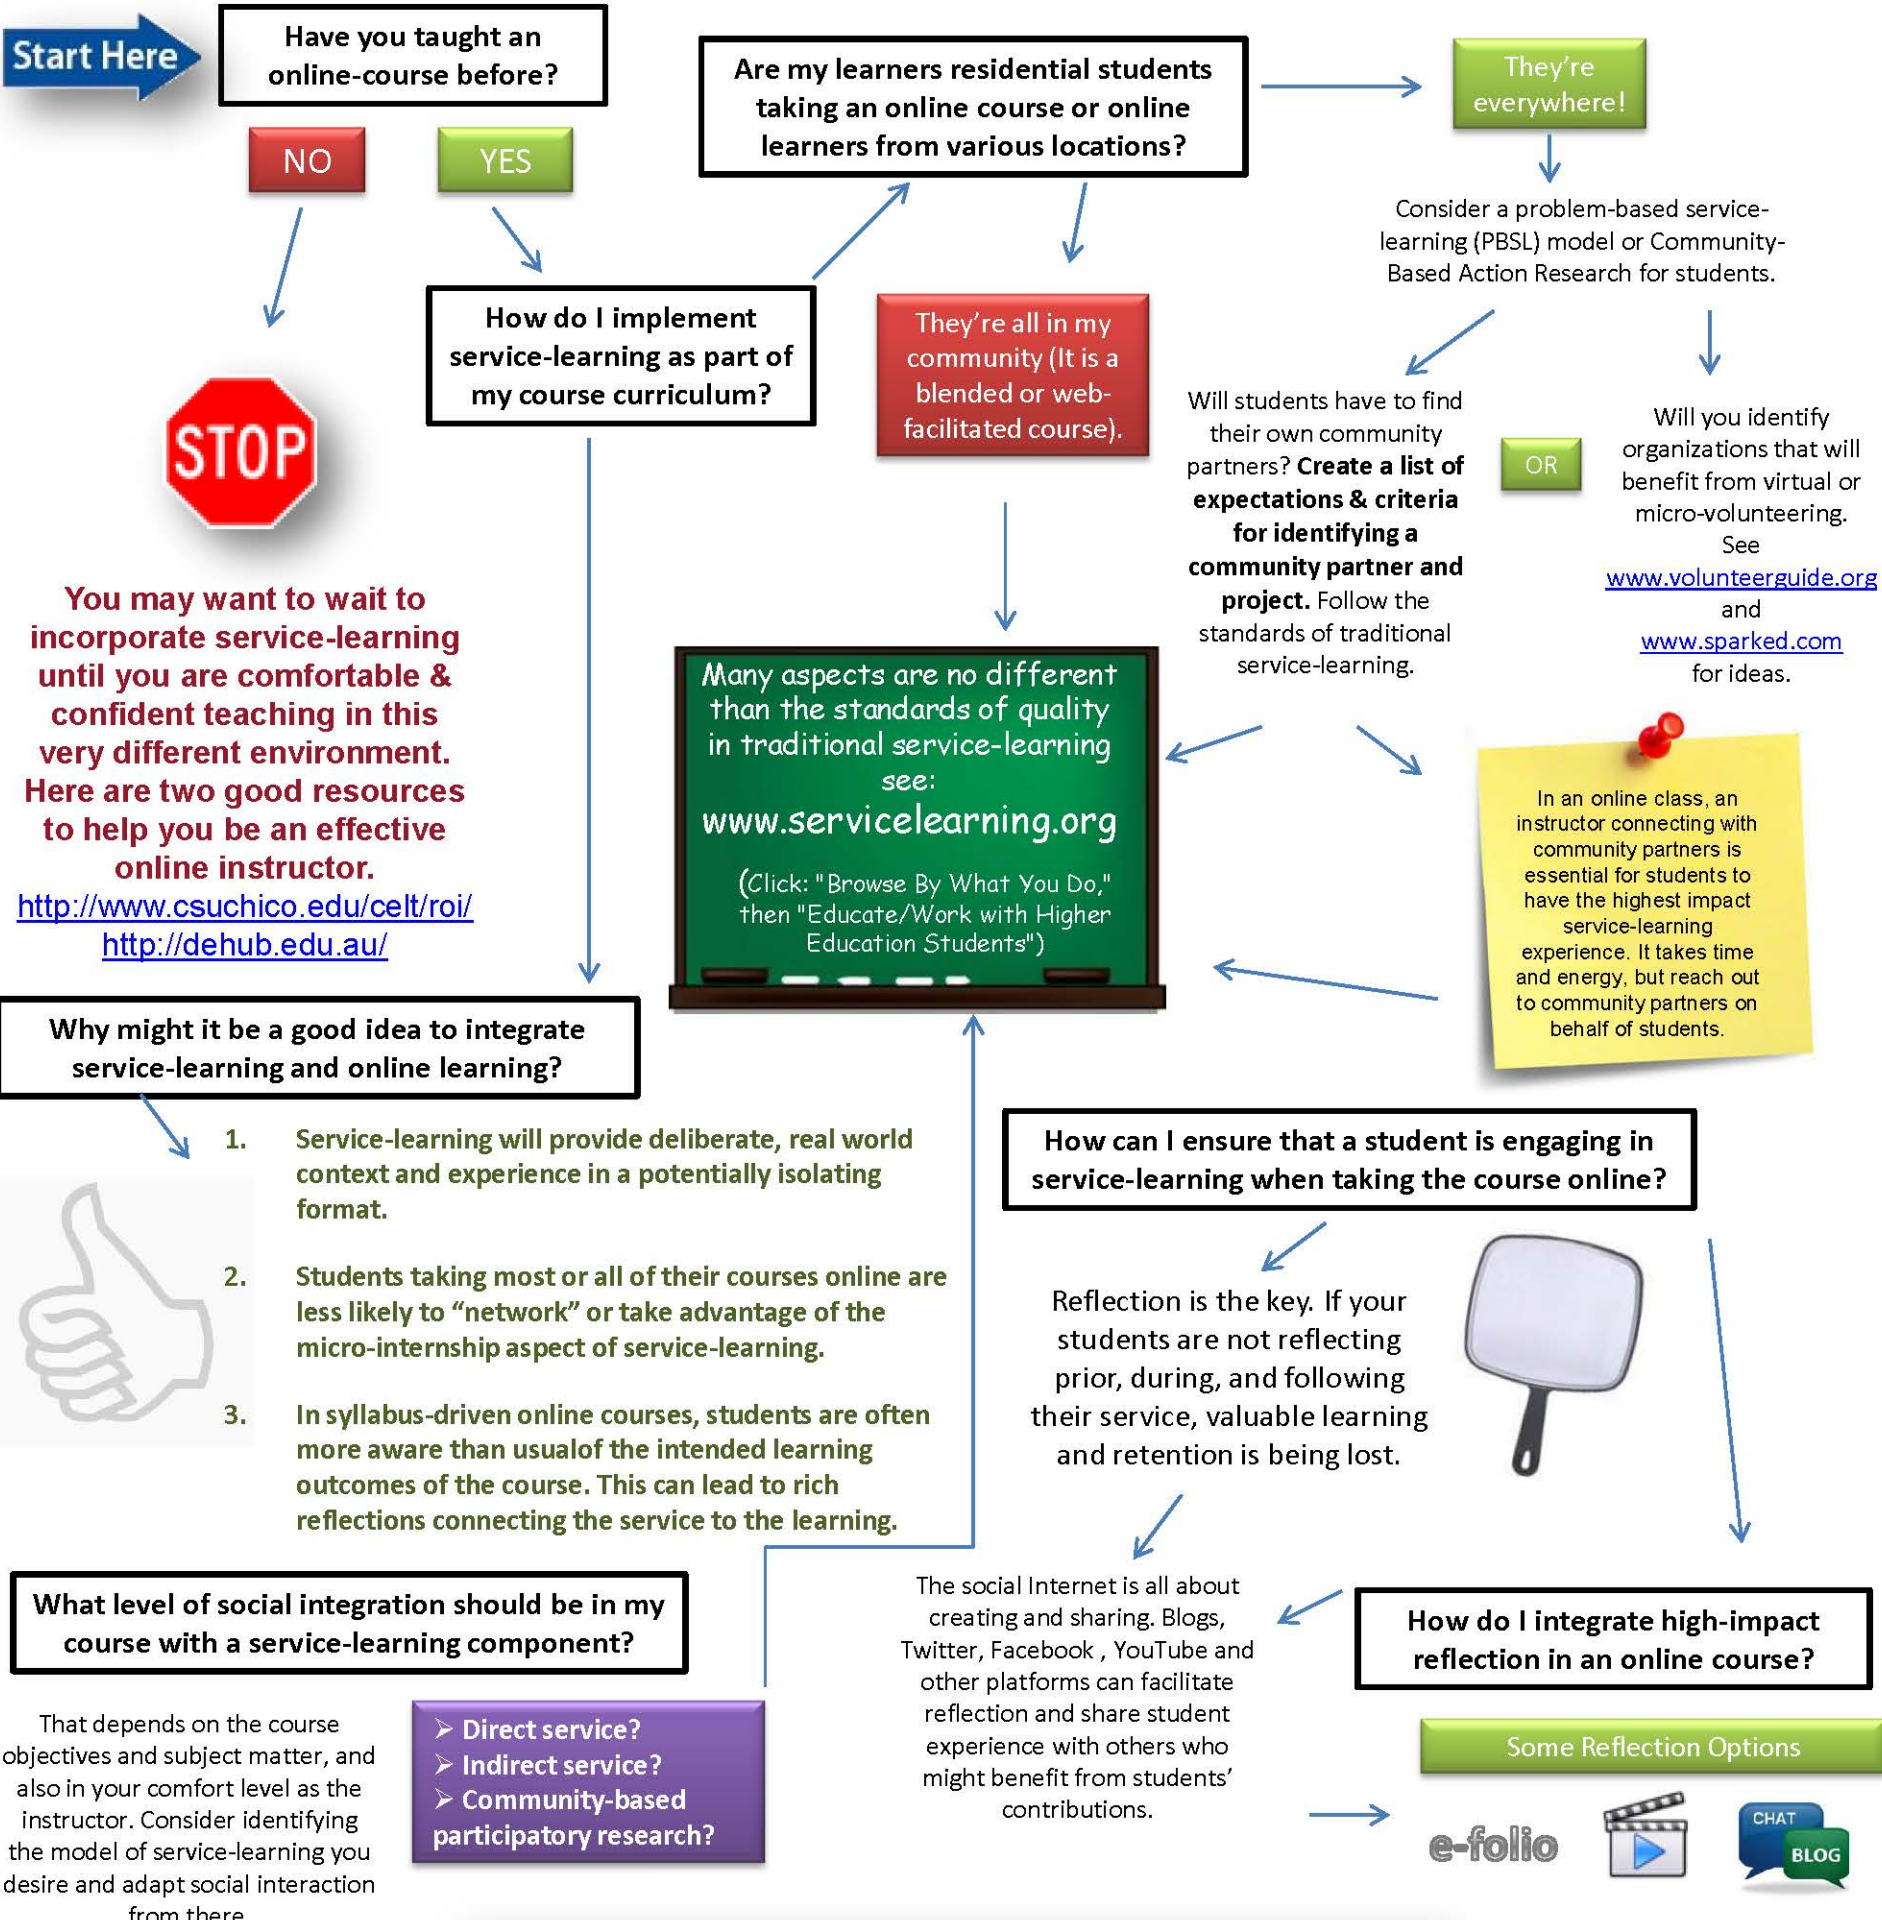 Start Here
Have you taught an
online-course before?
NO
YES
Are my learners residential students
taking an online course or online
learners from various locations?
They're
everywhere!
Consider a problem-based service-
learning (PBSL) model or Community-
Based Action Research for students.
How do I implement
service-learning as part of
my course curriculum?
They're all in my
community (It is a
blended or web-
facilitated course).
STOP
Will students have to find
their own community
partners? Create a list of
expectations & criteria
for identifying a
community partner and
project. Follow the
standards of traditional
service-learning.
OR
Will you identify
organizations that will
benefit from virtual or
micro-volunteering.
See
www.volunteerguide.org
and
www.sparked.com
for ideas.
You may want to wait to
incorporate service-learning
until you are comfortable &
confident teaching in this
very different environment.
Here are two good resources
to help you be an effective
online instructor.
http://www.csuchico.edu/celt/roi/
http://dehub.edu.au/
Many aspects are no different
than the standards of quality
in traditional service-learning
see:
www.servicelearning.org
(Click: "Browse By What You Do,"
then "Educate/Work with Higher
Education Students")
In an online class, an
instructor connecting with
community partners is
essential for students to
have the highest impact
service-learning
experience. It takes time
and energy, but reach out
to community partners on
behalf of students.
Why might it be a good idea to integrate
service-learning and online learning?
1. Service-learning will provide deliberate, real world
context and experience in a potentially isolating
format.
2. Students taking most or all of their courses online are
less likely to “network” or take advantage of the
micro-internship aspect of service-learning.
3. In syllabus-driven online courses, students are often
more aware than usualof the intended learning
outcomes of the course. This can lead to rich
reflections connecting the service to the learning.
How can I ensure that a student is engaging in
service-learning when taking the course online?
Reflection is the key. If your
students are not reflecting
prior, during, and following
their service, valuable learning
and retention is being lost.
What level of social integration should be in my
course with a service-learning component?
That depends on the course
objectives and subject matter, and
also in your comfort level as the
instructor. Consider identifying
the model of service-learning you
desire and adapt social interaction
from there
➢ Direct service?
➢ Indirect service?
➢ Community-based
participatory research?
The social Internet is all about
creating and sharing. Blogs,
Twitter, Facebook , YouTube and
other platforms can facilitate
reflection and share student
experience with others who
might benefit from students’
contributions.
How do I integrate high-impact
reflection in an online course?
Some Reflection Options
e-folio
CHAT
BLOG